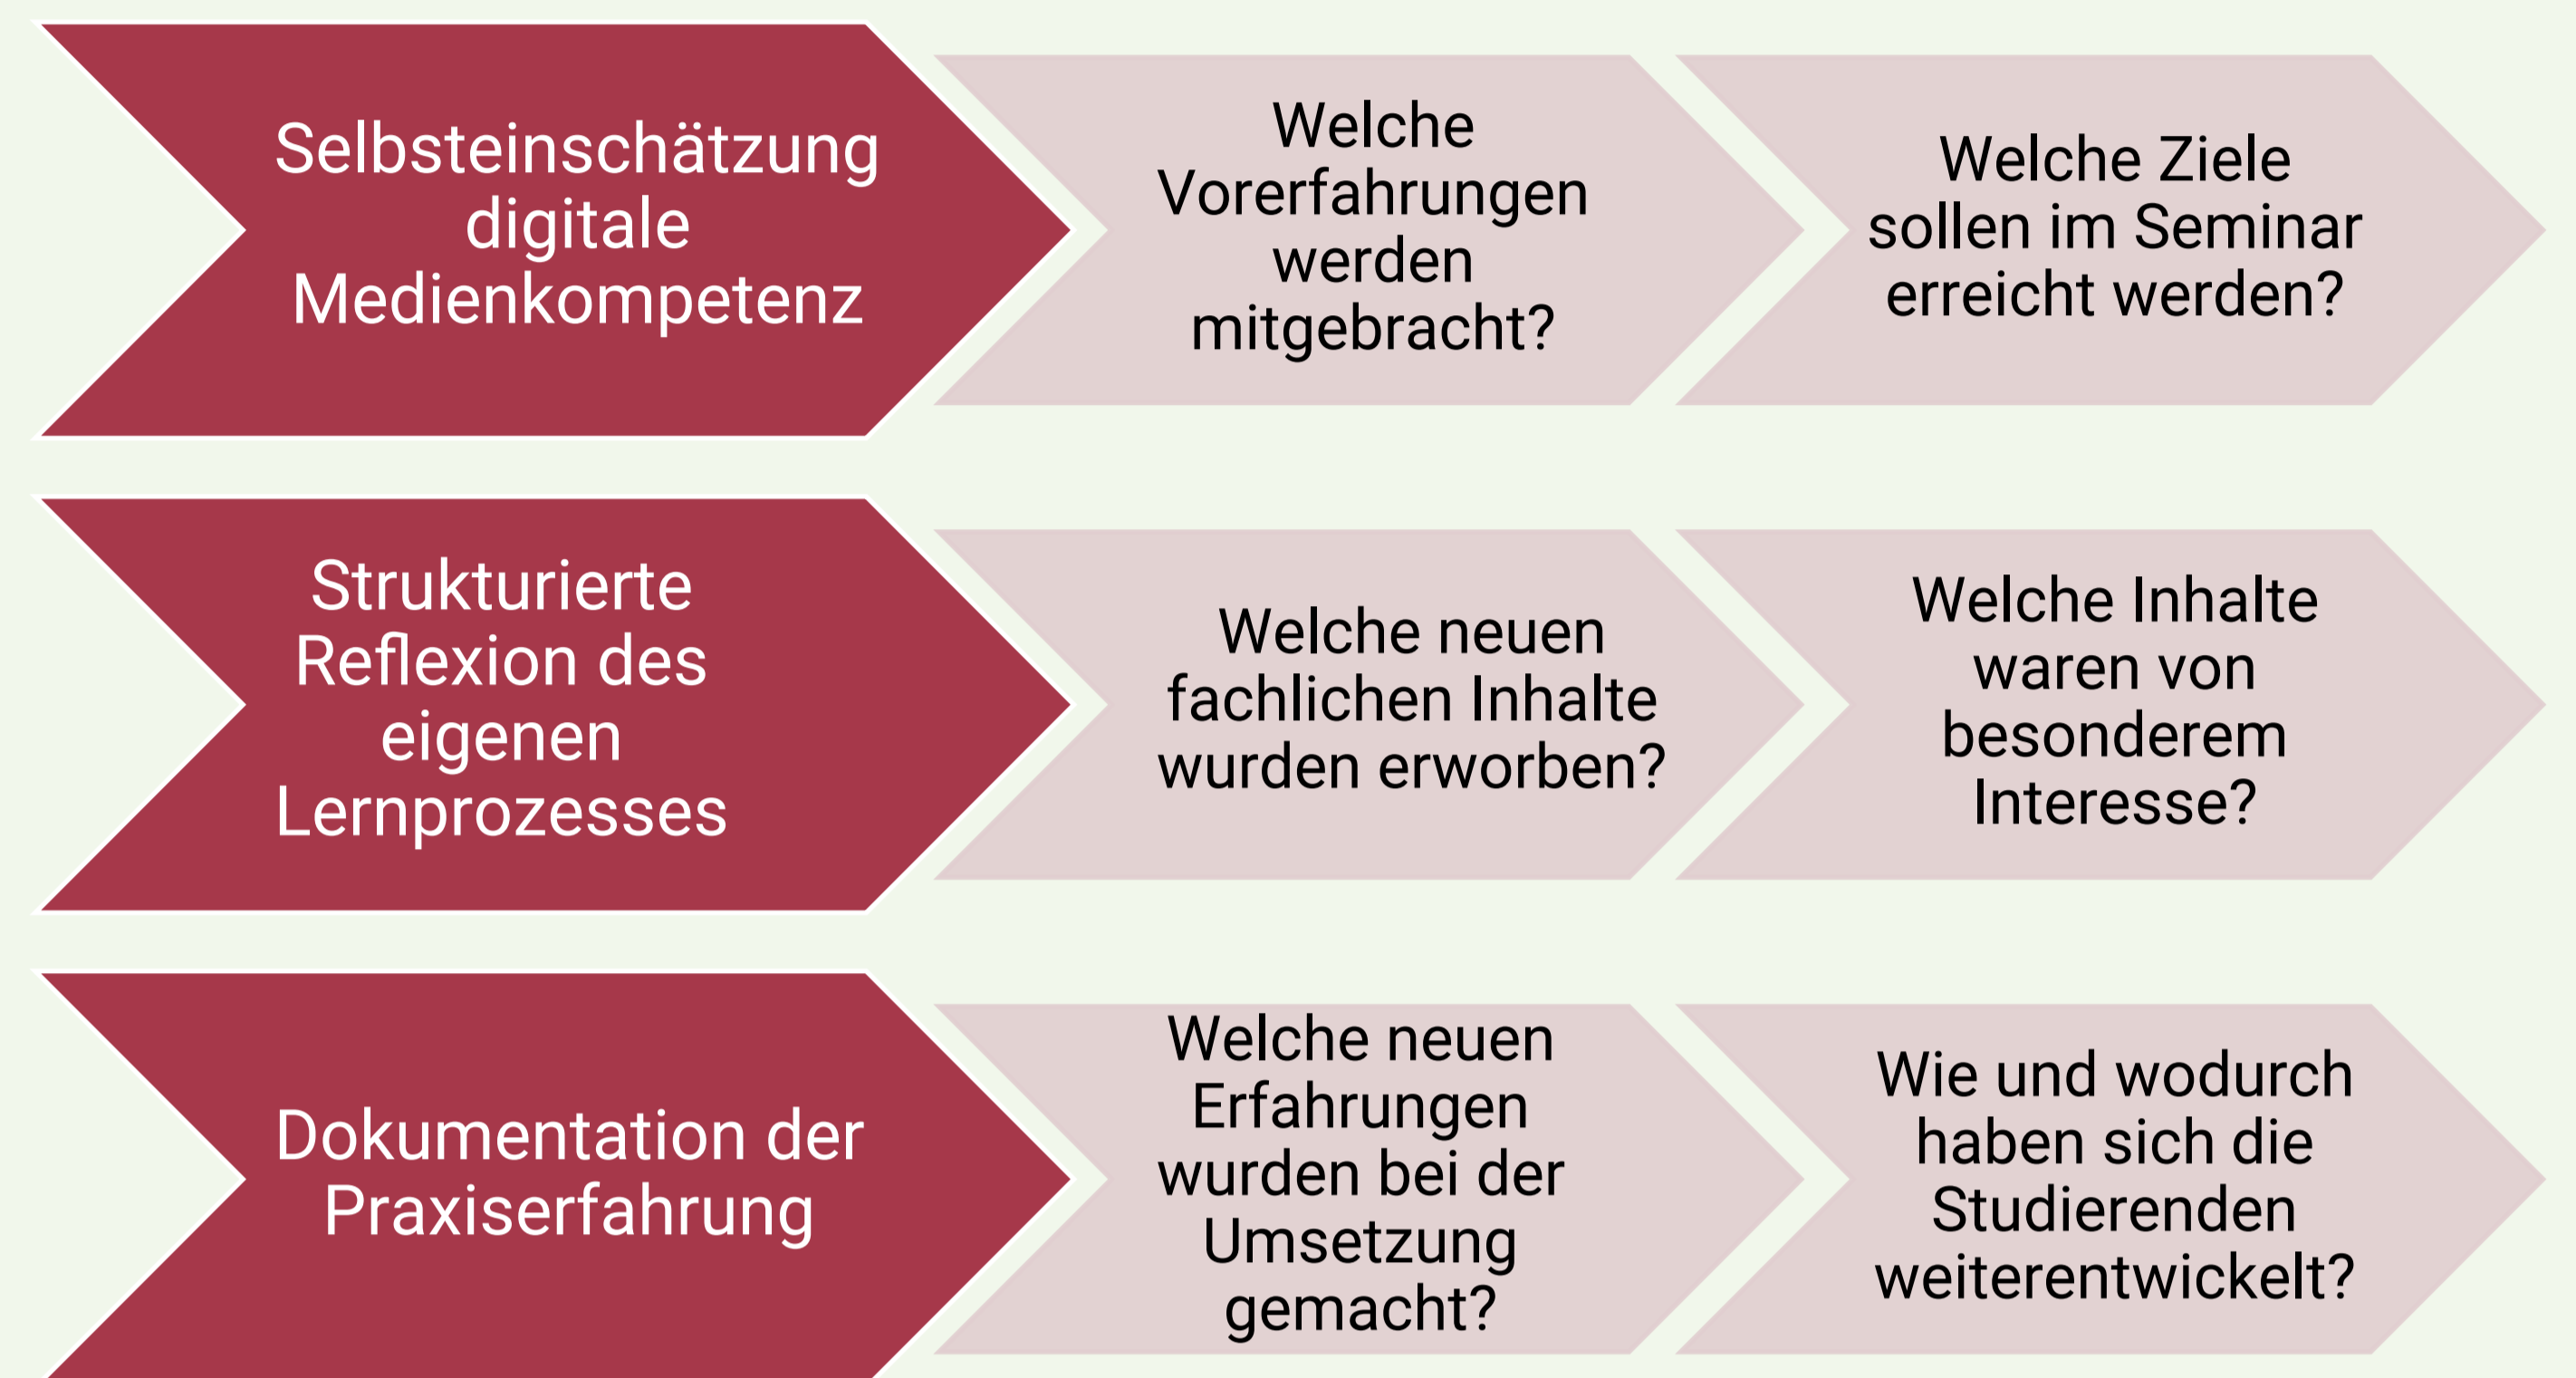 Selbsteinschätzung
digitale
Medienkompetenz
Welche
Vorerfahrungen
werden
mitgebracht?
Welche Ziele
sollen im Seminar
erreicht werden?
Strukturierte
Reflexion des
eigenen
Lernprozesses
Welche neuen
fachlichen Inhalte
wurden erworben?
Welche Inhalte
waren von
besonderem
Interesse?
Dokumentation der
Praxiserfahrung
Welche neuen
Erfahrungen
wurden bei der
Umsetzung
gemacht?
Wie und wodurch
haben sich die
Studierenden
weiterentwickelt?